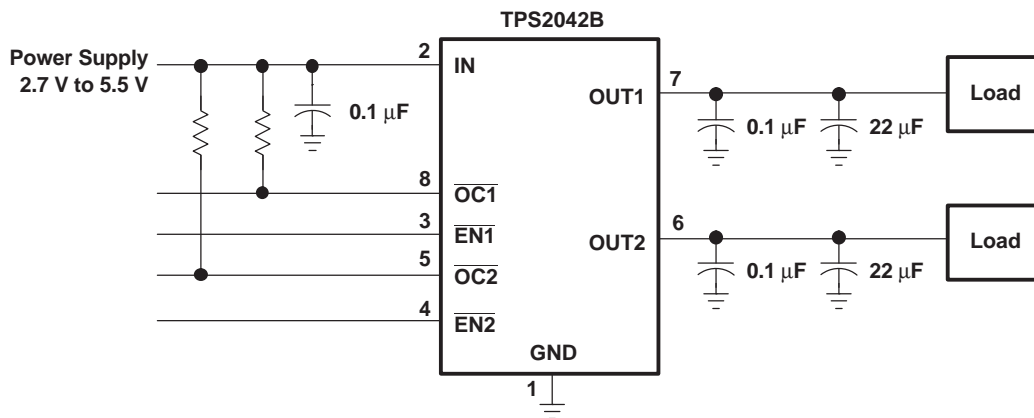 TPS2042B
Power Supply
2.7 V to 5.5 V
2
IN
0.1 μF
8
OC1
3
EN1
5
OC2
4
EN2
GND
1
OUT1
7
0.1 μF
22 μF
Load
OUT2
6
0.1 μF
22 μF
Load